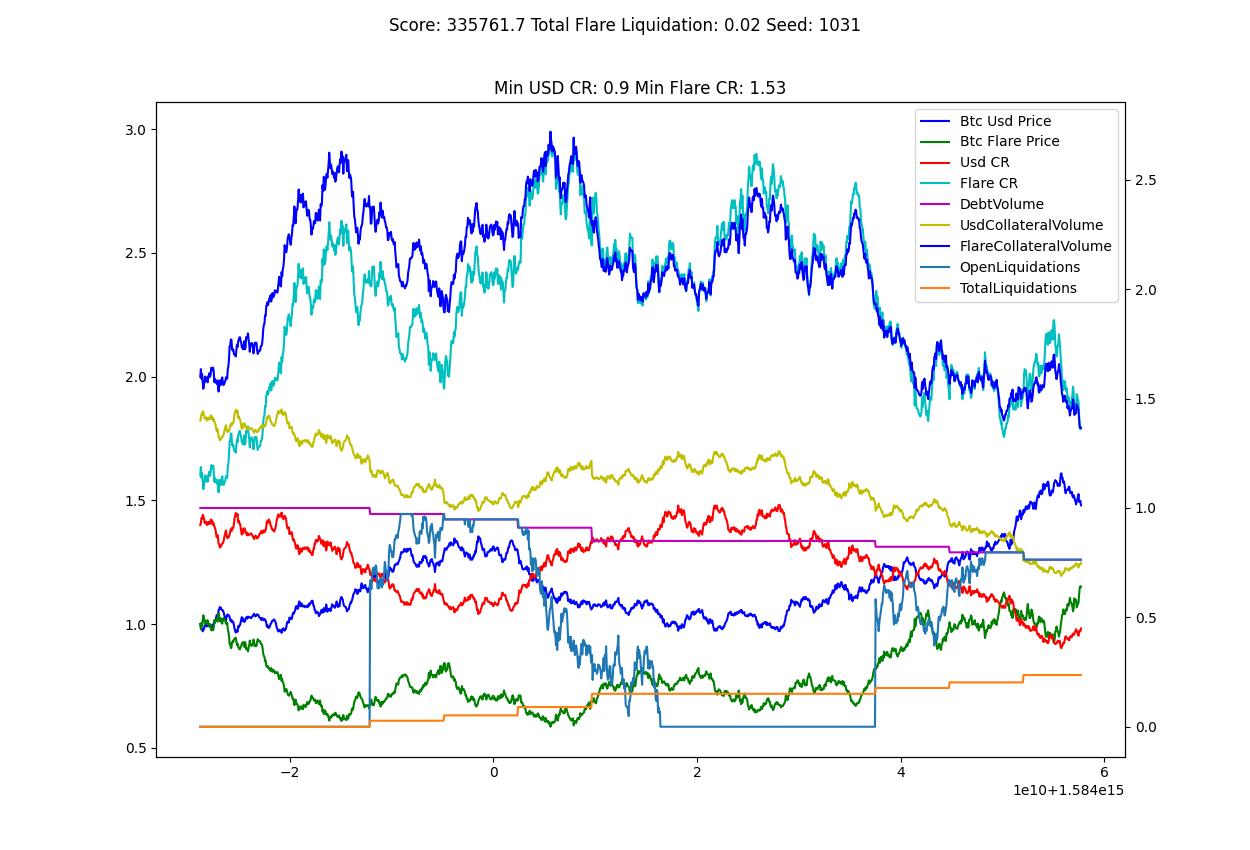 Score: 335761.7 Total Flare Liquidation: 0.02 Seed: 1031
Min USD CR: 0.9 Min Flare CR: 1.53
3.0
2.5
2.0
1.5
1.0
0.5
Btc Usd Price
Btc Flare Price
Usd CR
Flare CR
DebtVolume
UsdCollateralVolume
FlareCollateralVolume
OpenLiquidations
TotalLiquidations
2.5
2.0
1.5
1.0
0.5
0.0
−2 0 2 4 6
1e10+1.584e15